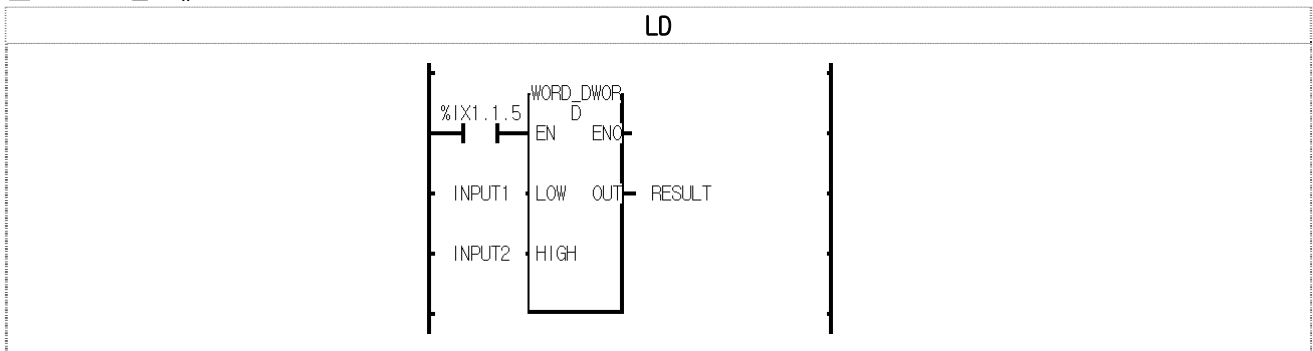 LD
WORD_DWOR
%IX1.1.5 D
EN ENO
INPUT1 LOW OUT RESULT
INPUT2 HIGH